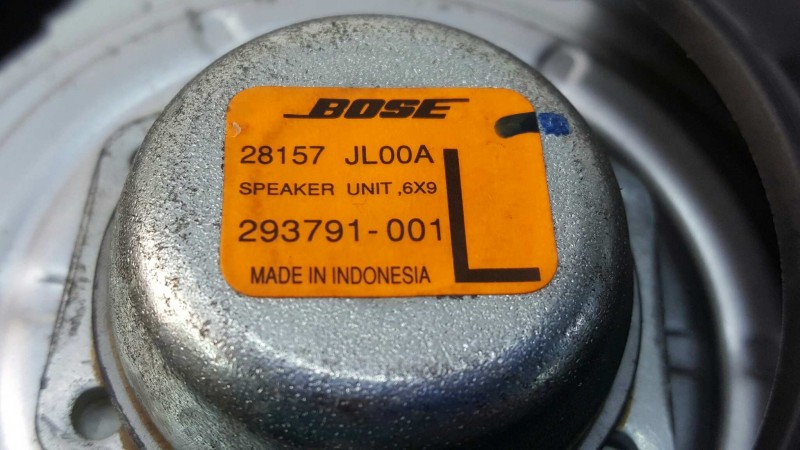 BOSE
28157 JL00A
SPEAKER UNIT ,6X9
293791-001
L
MADE IN INDONESIA